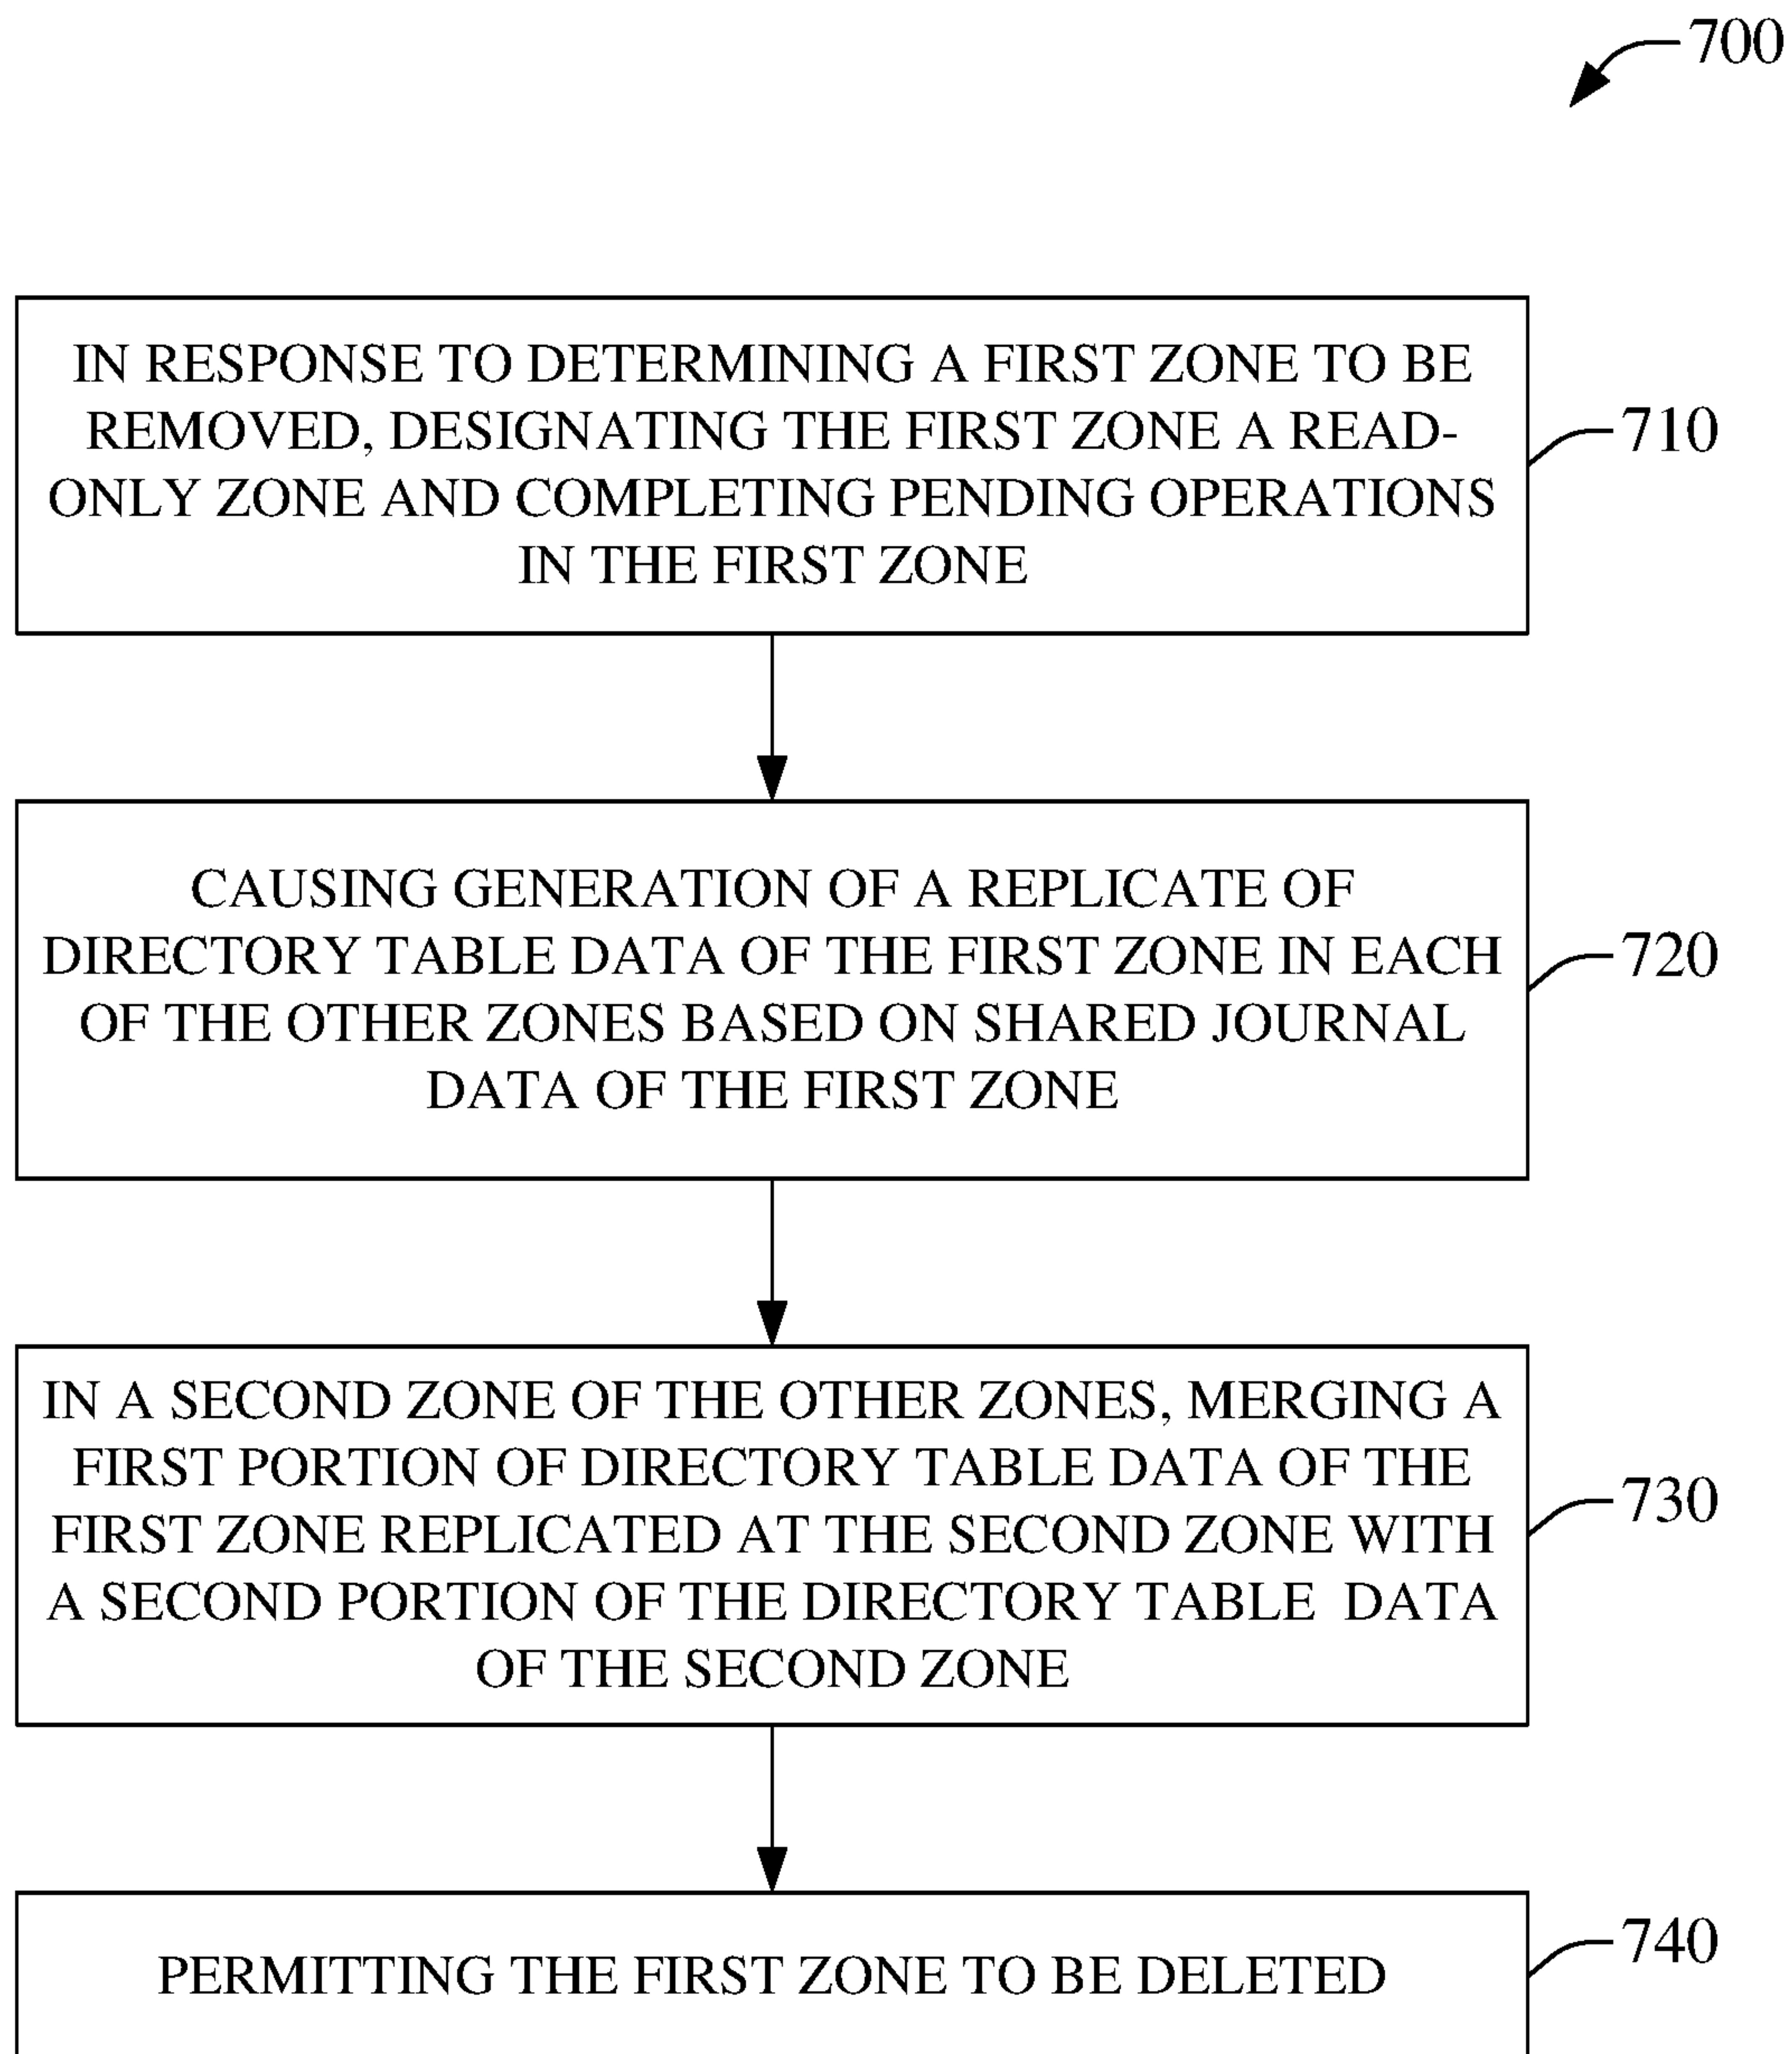 700
IN RESPONSE TO DETERMINING A FIRST ZONE TO BE
REMOVED, DESIGNATING THE FIRST ZONE A READ-
ONLY ZONE AND COMPLETING PENDING OPERATIONS
IN THE FIRST ZONE
710
CAUSING GENERATION OF A REPLICATE OF
DIRECTORY TABLE DATA OF THE FIRST ZONE IN EACH
OF THE OTHER ZONES BASED ON SHARED JOURNAL
DATA OF THE FIRST ZONE
720
IN A SECOND ZONE OF THE OTHER ZONES, MERGING A
FIRST PORTION OF DIRECTORY TABLE DATA OF THE
FIRST ZONE REPLICATED AT THE SECOND ZONE WITH
A SECOND PORTION OF THE DIRECTORY TABLE DATA
OF THE SECOND ZONE
730
PERMITTING THE FIRST ZONE TO BE DELETED
740